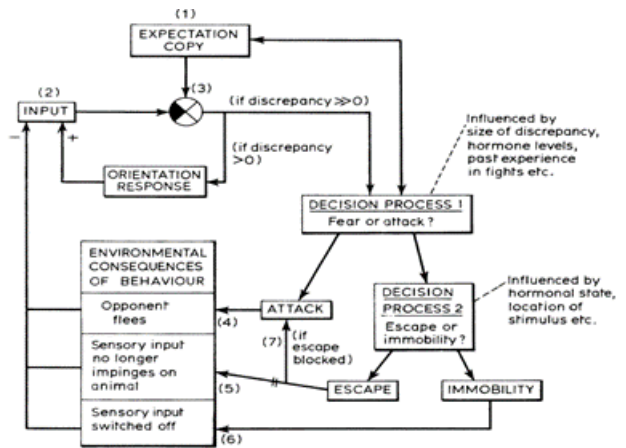 (1)
EXPECTATION
COPY
(2)
INPUT
(3)
(if discrepancy≫0)
(if discrepancy
>0)
−
+
ORIENTATION
RESPONSE
Influenced by
size of discrepancy,
hormone levels,
past experience
in fights etc.
DECISION PROCESS 1
Fear or attack?
ENVIRONMENTAL
CONSEQUENCES
OF BEHAVIOUR
Opponent
flees
(4)
ATTACK
DECISION
PROCESS 2
Escape or
immobility?
Influenced by
hormonal state,
location of
stimulus etc.
(7)
(if
escape
blocked)
Sensory input
no longer
impinges on
animal
(5)
ESCAPE
IMMOBILITY
Sensory input
switched off
(6)